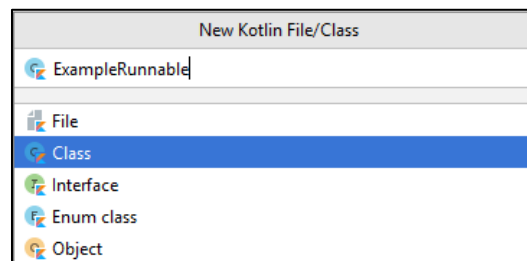 New Kotlin File/Class
ExampleRunnable
File
Class
Interface
Enum class
Object